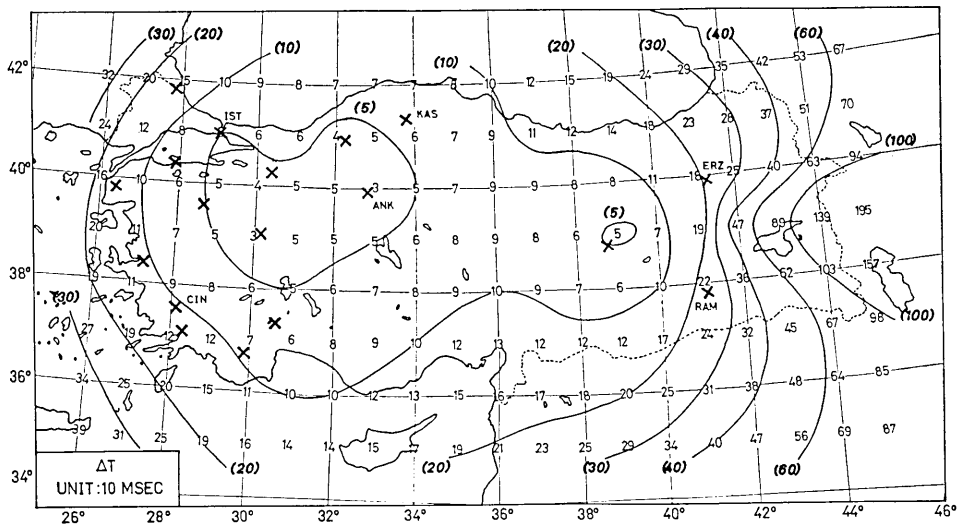 (30) (20) (10) (10) (20) (30) (40) (60)
42° 32 20 5 10 9 8 7 7 7 8 10 12 15 19 24 29 35 42 53 67
(5)
24 12 8 IST 6 6 5 KAS 6 7 9 11 12 14 18 23 28 37 51 70
40° 16 10 6 5 4 5 5 3 5 7 9 9 8 8 11 18 ERZ 25 40 63 94 (100)
ANK
20 11 7 5 3 5 5 5 6 8 9 8 6 (5) 5 7 19 47 89 139 195
38° 9 9 8 6 5 6 7 8 9 10 9 8 7 10 22 36 62 103 157
(30) 11 CIN RAM
27 19 12 12 7 6 8 9 10 12 13 12 12 12 17 24 32 45 67 98 (100)
36° 34 25 20 15 11 10 10 12 13 15 16 17 18 20 25 31 38 48 64 85
39 31 25 19 16 14 14 15 17 19 21 23 25 29 34 40 47 56 69 87
34° (20) (20) (30) (40) (60)
ΔT
UNIT:10 MSEC
26° 28° 30° 32° 34° 36° 38° 40° 42° 44° 46°